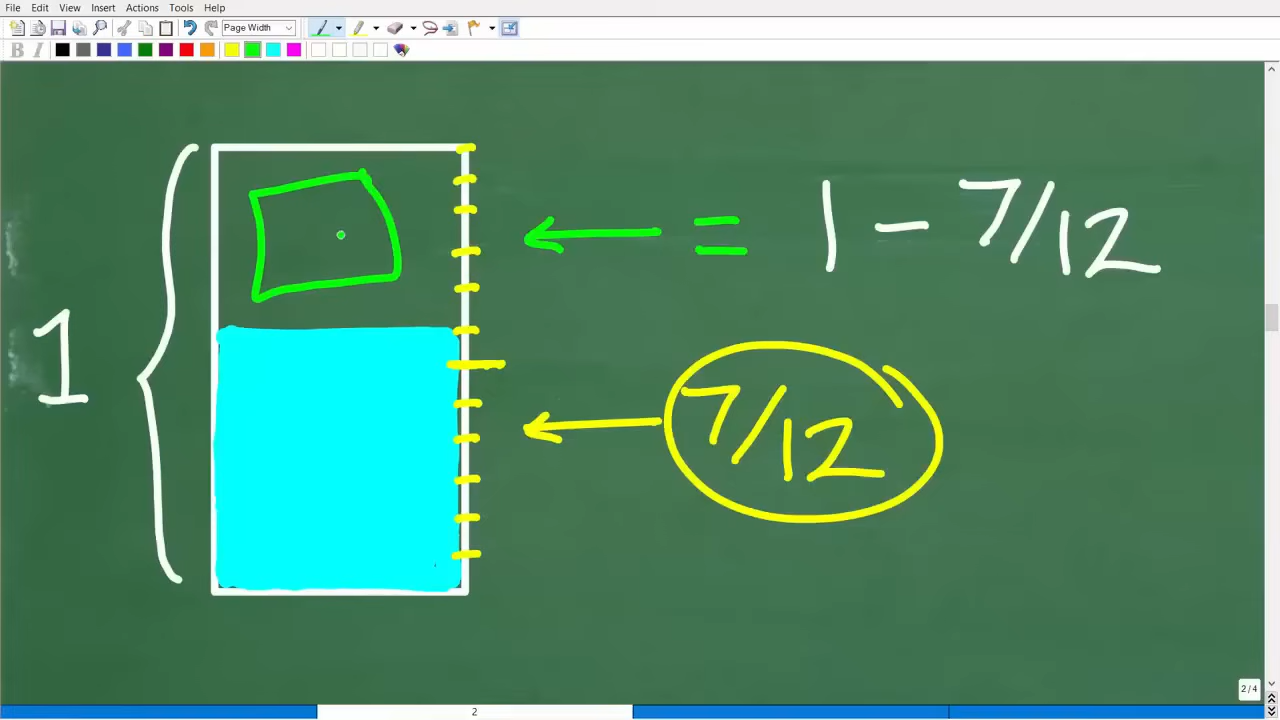 File Edit View Insert Actions Tools Help
Page Width
B I
= 1 - 7/12
1
7/12
2/4
2